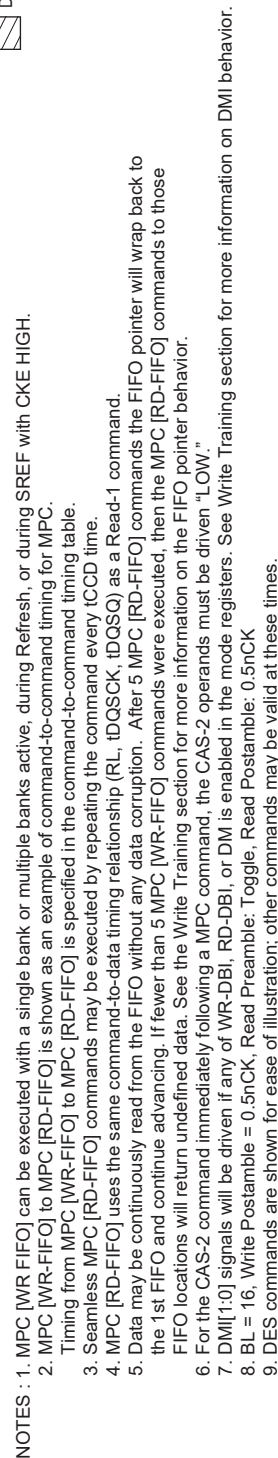 NOTES : 1. MPC [WR FIFO] can be executed with a single bank or multiple banks active, during Refresh, or during SREF with CKE HIGH.
2. MPC [WR-FIFO] to MPC [RD-FIFO] is shown as an example of command-to-command timing for MPC.
Timing from MPC [WR-FIFO] to MPC [RD-FIFO] is specified in the command-to-command timing table.
3. Seamless MPC [RD-FIFO] commands may be executed by repeating the command every tCCD time.
4. MPC [RD-FIFO] uses the same command-to-data timing relationship (RL, tDQSCK, tDQSQ) as a Read-1 command.
5. Data may be continuously read from the FIFO without any data corruption. After 5 MPC [RD-FIFO] commands the FIFO pointer will wrap back to
the 1st FIFO and continue advancing. If fewer than 5 MPC [WR-FIFO] commands were executed, then the MPC [RD-FIFO] commands to those
FIFO locations will return undefined data. See the Write Training section for more information on the FIFO pointer behavior.
6. For the CAS-2 command immediately following a MPC command, the CAS-2 operands must be driven “LOW.”
7. DMI[1:0] signals will be driven if any of WR-DBI, RD-DBI, or DM is enabled in the mode registers. See Write Training section for more information on DMI behavior.
8. BL = 16, Write Postamble = 0.5nCK, Read Preamble: Toggle, Read Postamble: 0.5nCK
9. DES commands are shown for ease of illustration; other commands may be valid at these times.